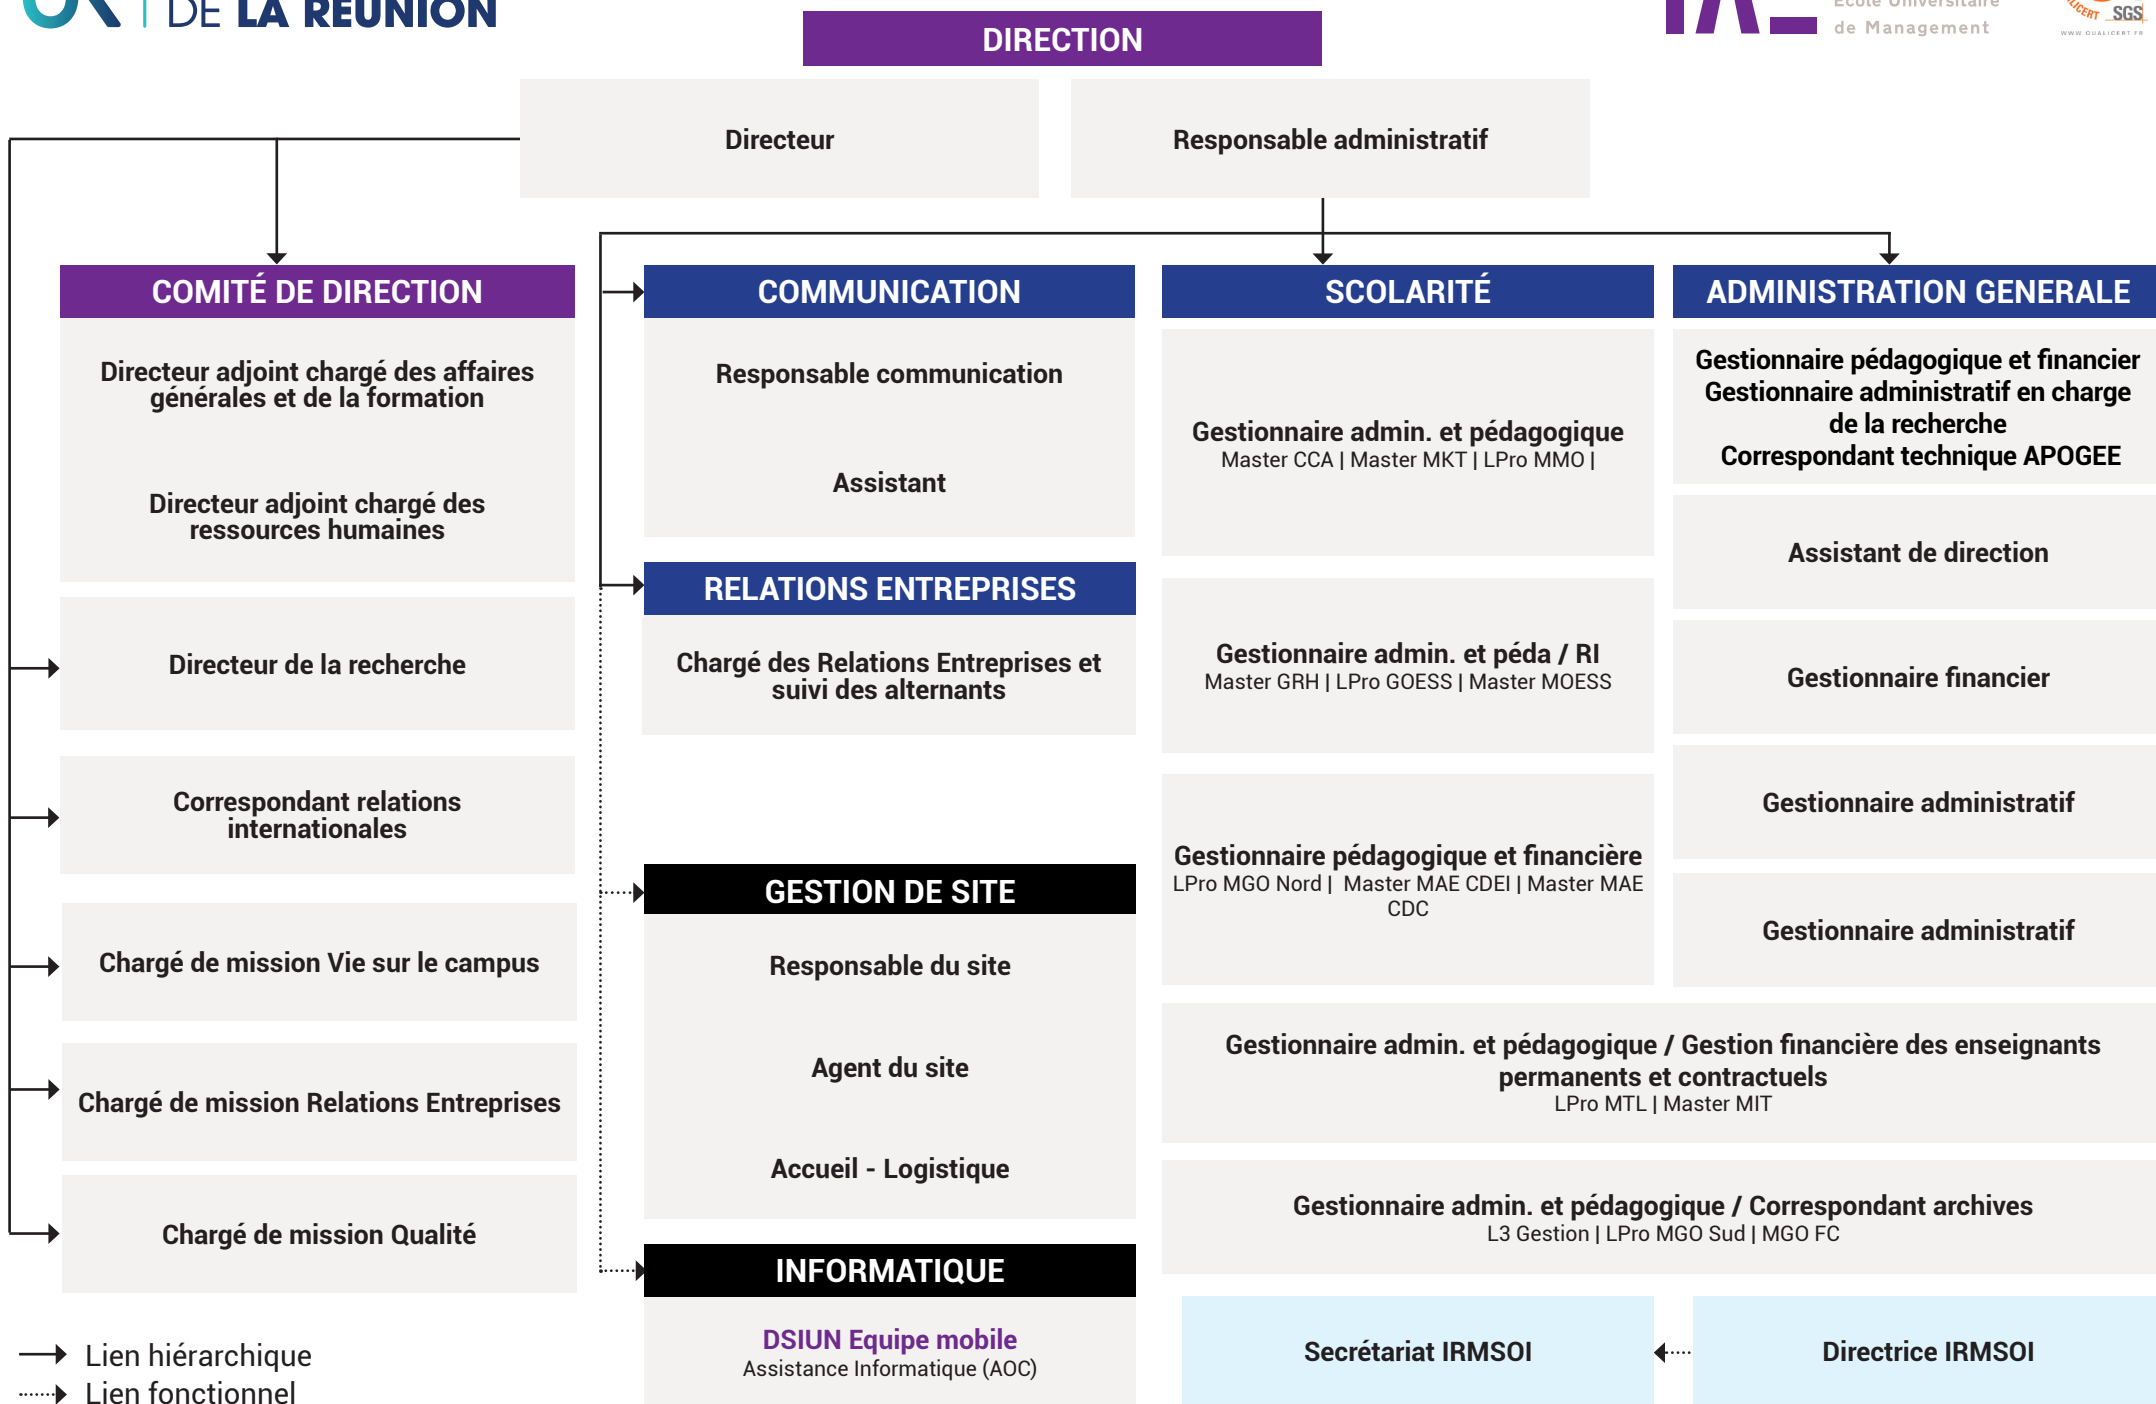 DE LA RÉUNION
École Universitaire
de Management
SGS
WWW.QUALICERT.FR
DIRECTION
Directeur
Responsable administratif
COMITÉ DE DIRECTION
Directeur adjoint chargé des affaires
générales et de la formation
Directeur adjoint chargé des
ressources humaines
Directeur de la recherche
Correspondant relations
internationales
Chargé de mission Vie sur le campus
Chargé de mission Relations Entreprises
Chargé de mission Qualité
COMMUNICATION
Responsable communication
Assistant
RELATIONS ENTREPRISES
Chargé des Relations Entreprises et
suivi des alternants
GESTION DE SITE
Responsable du site
Agent du site
Accueil - Logistique
INFORMATIQUE
DSIUN Equipe mobile
Assistance Informatique (AOC)
SCOLARITÉ
Gestionnaire admin. et pédagogique
Master CCA | Master MKT | LPro MMO |
Gestionnaire admin. et péda / RI
Master GRH | LPro GOESS | Master MOESS
Gestionnaire pédagogique et financière
LPro MGO Nord | Master MAE CDEI | Master MAE
CDC
ADMINISTRATION GENERALE
Gestionnaire pédagogique et financier
Gestionnaire administratif en charge
de la recherche
Correspondant technique APOGEE
Assistant de direction
Gestionnaire financier
Gestionnaire administratif
Gestionnaire administratif
Gestionnaire admin. et pédagogique / Gestion financière des enseignants
permanents et contractuels
LPro MTL | Master MIT
Gestionnaire admin. et pédagogique / Correspondant archives
L3 Gestion | LPro MGO Sud | MGO FC
Secrétariat IRMSOI
Directrice IRMSOI
Lien hiérarchique
Lien fonctionnel